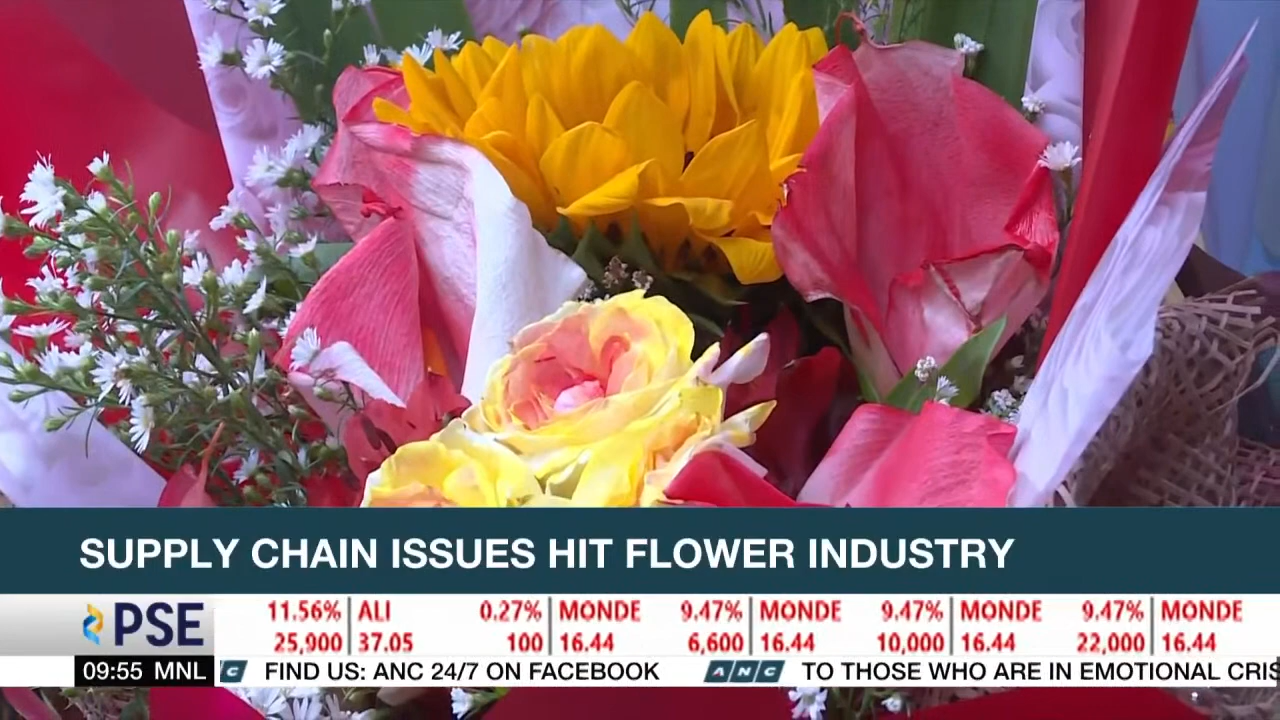 SUPPLY CHAIN ISSUES HIT FLOWER INDUSTRY
PSE
11.56% ALI 0.27% MONDE 9.47% MONDE 9.47% MONDE 9.47% MONDE
25,900 37.05 100 16.44 6,600 16.44 10,000 16.44 22,000 16.44
09:55 MNL C FIND US: ANC 24/7 ON FACEBOOK ANC TO THOSE WHO ARE IN EMOTIONAL CRIS